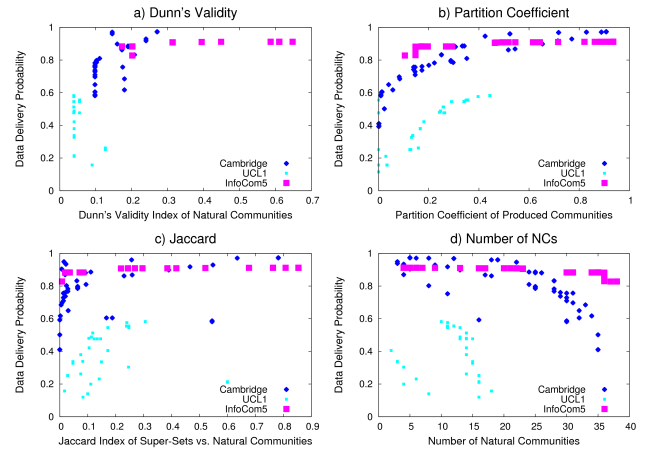 a) Dunn's Validity
Data Delivery Probability
1
0.8
0.6
0.4
0.2
0
0 0.1 0.2 0.3 0.4 0.5 0.6 0.7
Dunn's Validity Index of Natural Communities
Cambridge
UCL1
InfoCom5
b) Partition Coefficient
Data Delivery Probability
1
0.8
0.6
0.4
0.2
0
0 0.2 0.4 0.6 0.8 1
Partition Coefficient of Produced Communities
Cambridge
UCL1
InfoCom5
c) Jaccard
Data Delivery Probability
1
0.8
0.6
0.4
0.2
0
0 0.1 0.2 0.3 0.4 0.5 0.6 0.7 0.8 0.9
Jaccard Index of Super-Sets vs. Natural Communities
Cambridge
UCL1
InfoCom5
d) Number of NCs
Data Delivery Probability
1
0.8
0.6
0.4
0.2
0
5 10 15 20 25 30 35 40
Number of Natural Communities
Cambridge
UCL1
InfoCom5